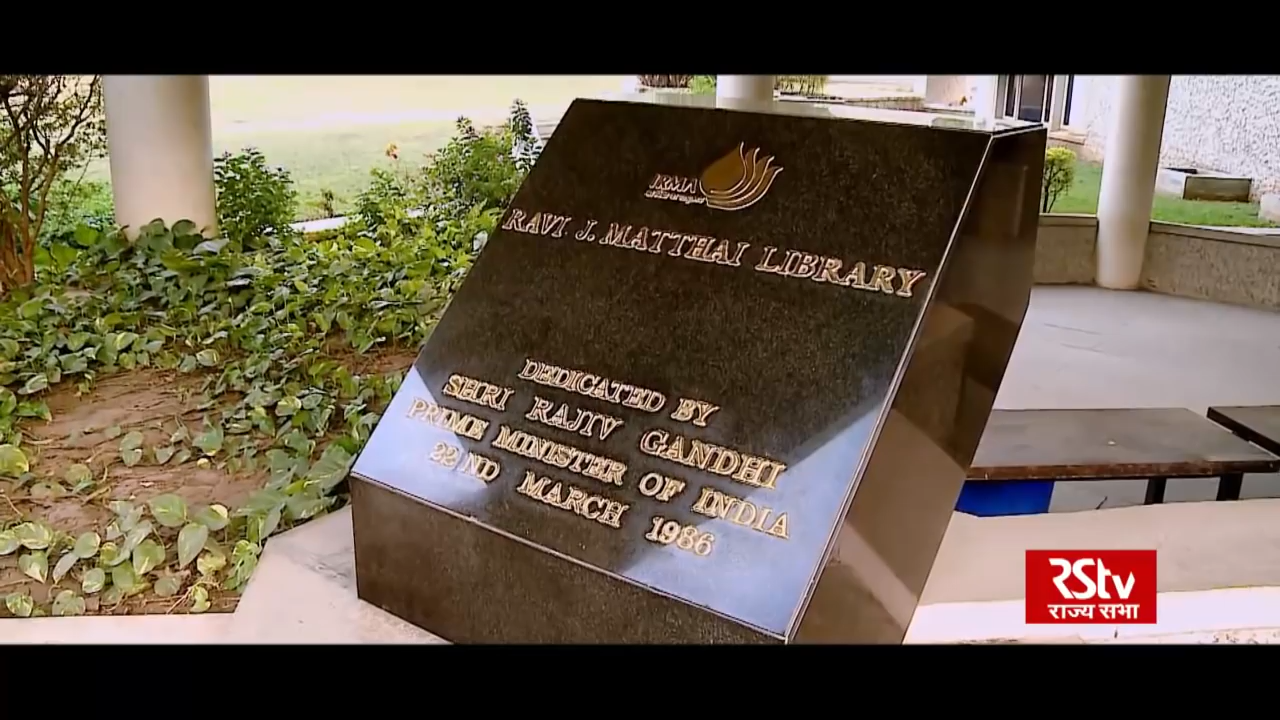 IRMA
RAVI J. MATTHAI LIBRARY
DEDICATED BY
SHRI RAJIV GANDHI
PRIME MINISTER OF INDIA
22 ND MARCH 1986
RStv
राज्य सभा